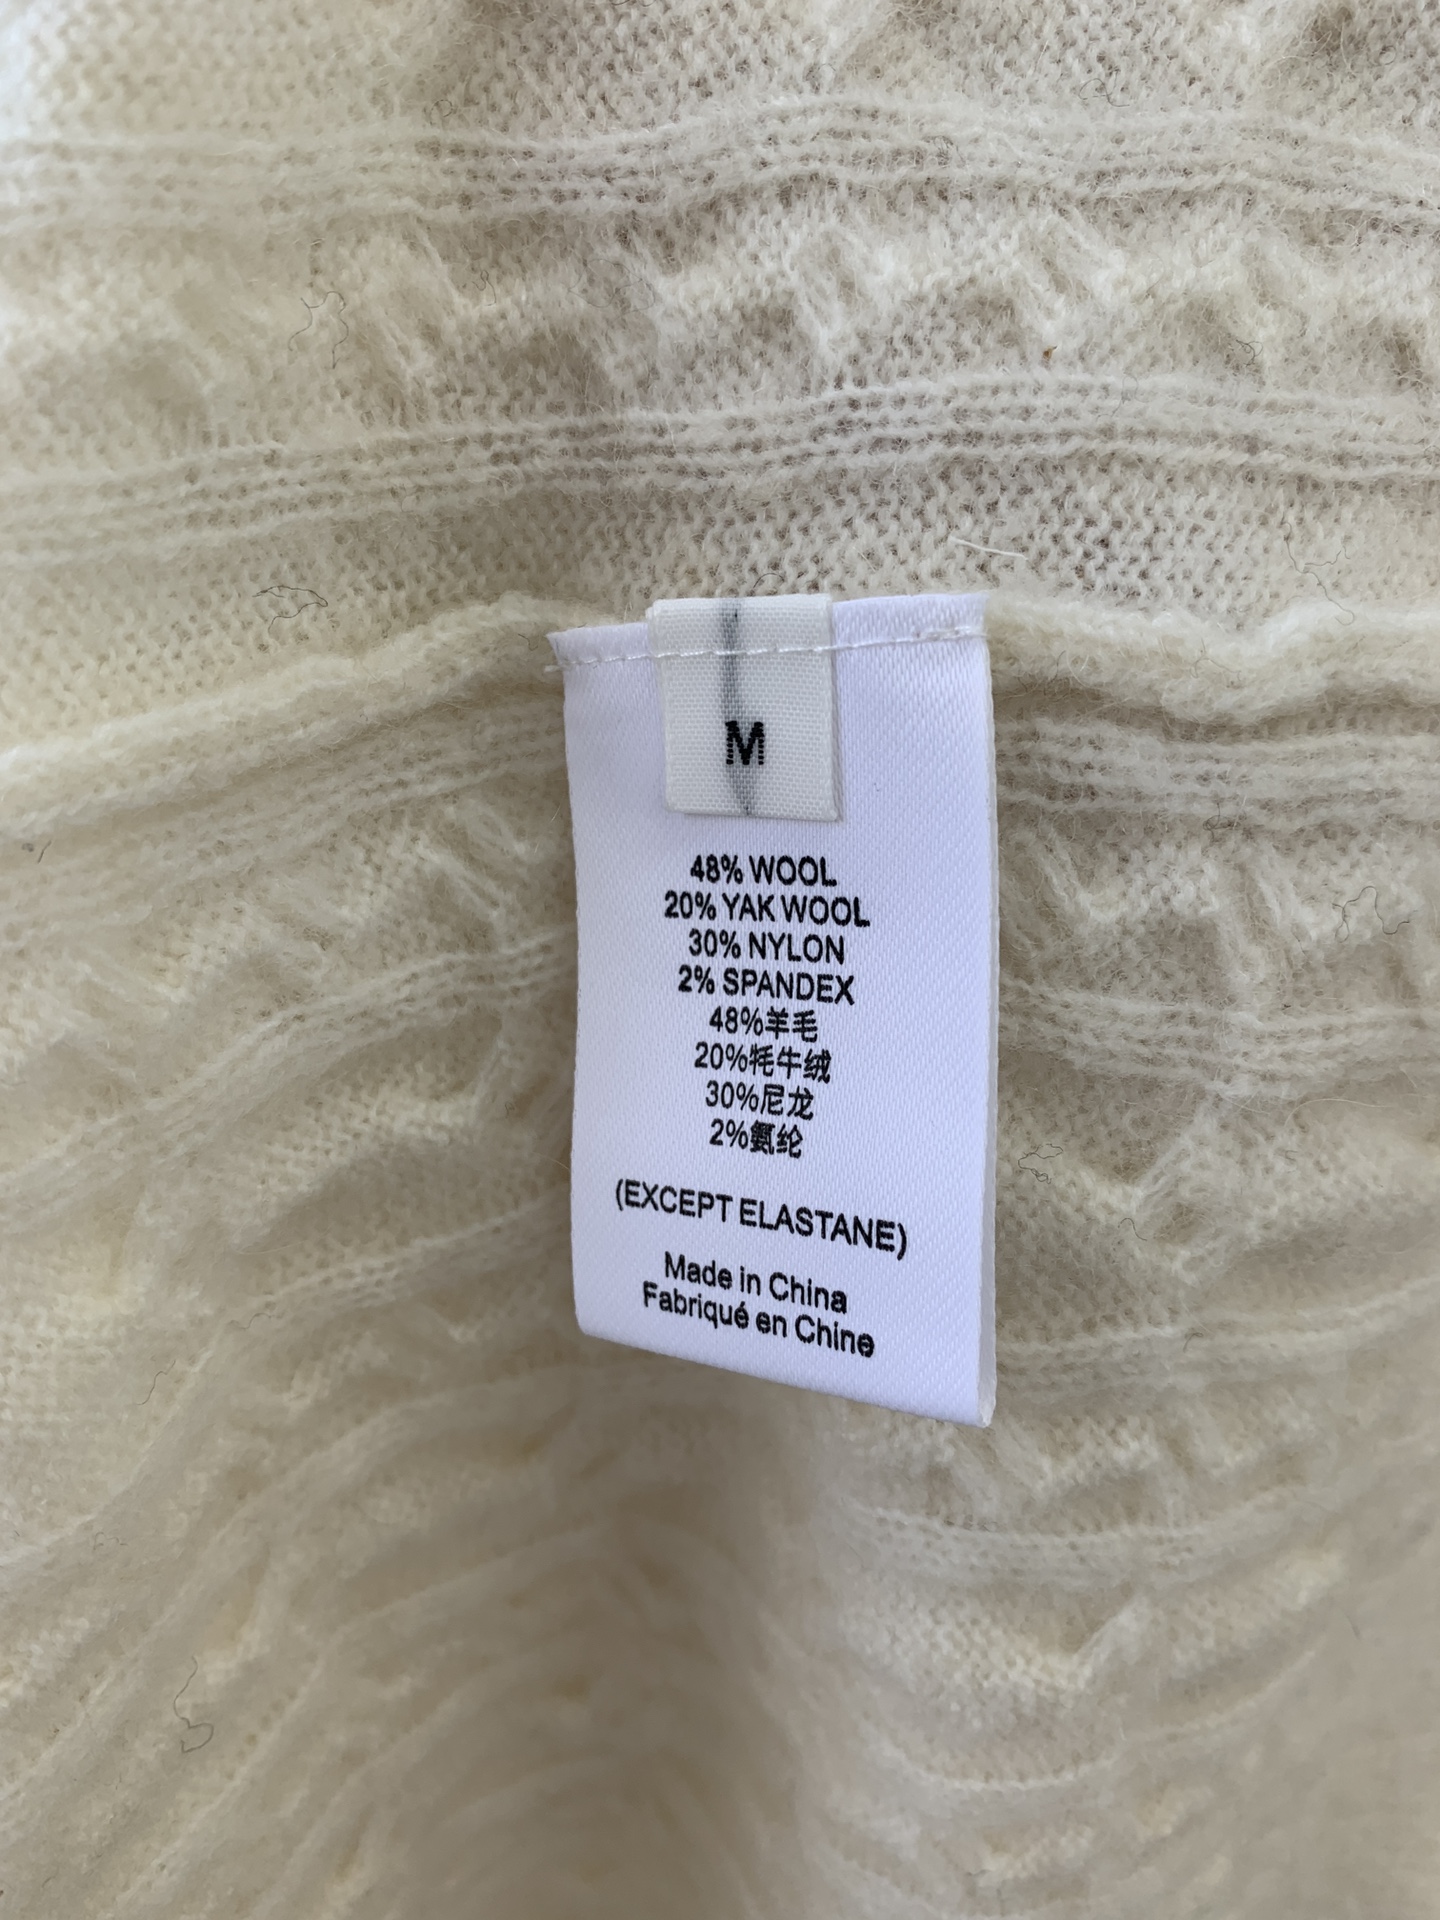 M
48% WOOL
20% YAK WOOL
30% NYLON
2% SPANDEX
48%羊毛
20%牦牛绒
30%尼龙
2%氨纶
(EXCEPT ELASTANE)
Made in China
Fabriqué en Chine